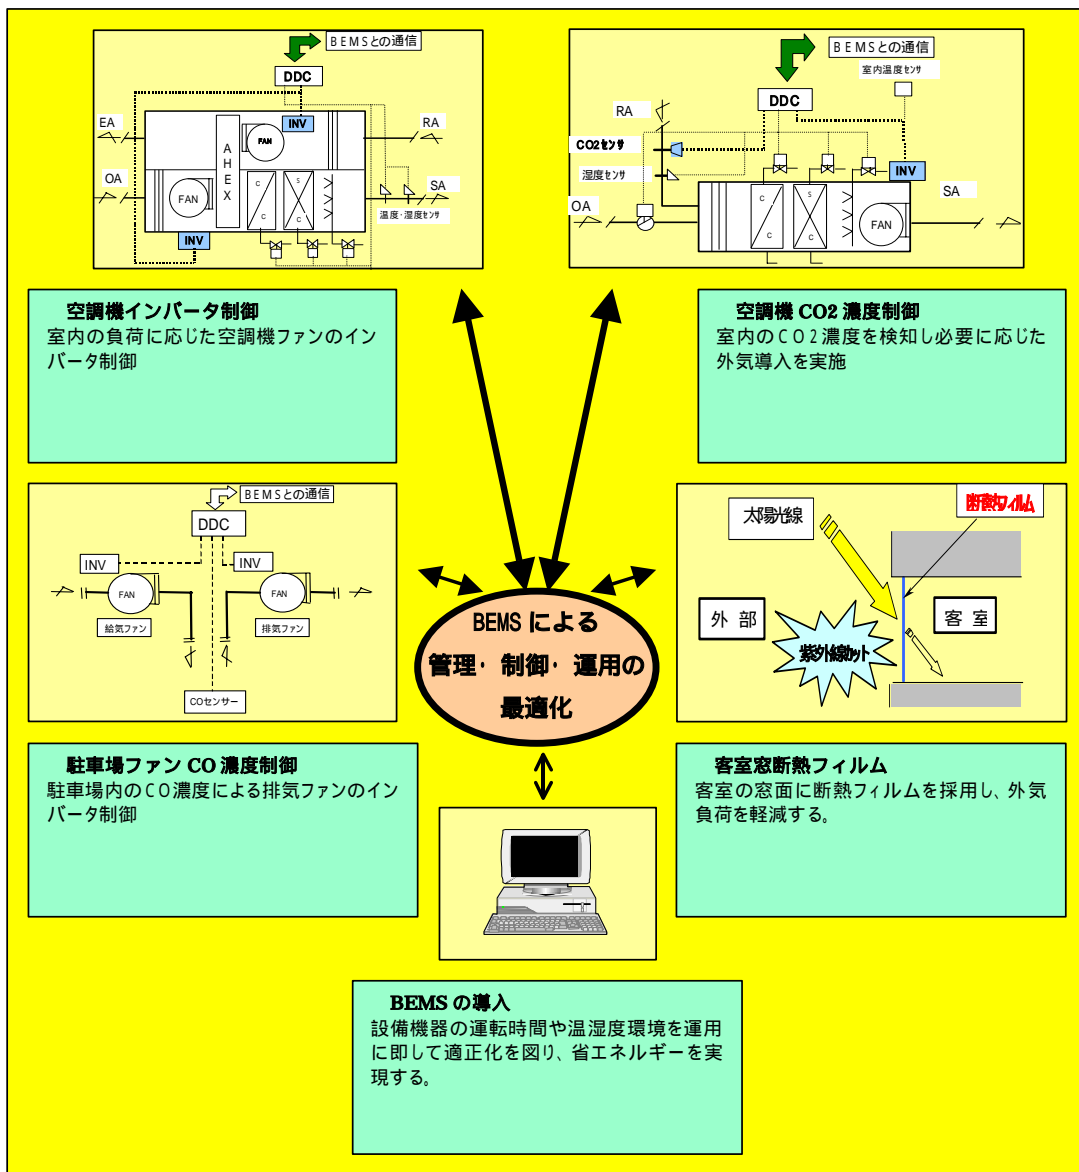 BEMSとの通信
DDC
INV
EA
RA
FAN
AHEX
OA
SA
FAN
C
C
S
C
温度・湿度センサ
INV
BEMSとの通信
室内温度センサ
DDC
RA
CO2センサ
湿度センサ
INV
OA
SA
C
C
S
C
FAN
空調機インバータ制御
室内の負荷に応じた空調機ファンのイン
バータ制御
空調機 CO2 濃度制御
室内のCO2濃度を検知し必要に応じた
外気導入を実施
BEMSとの通信
DDC
INV
INV
FAN
FAN
給気ファン
排気ファン
COセンサー
断熱フィルム
太陽光線
外 部
客 室
紫外線カット
BEMS による
管理・制御・運用の
最適化
駐車場ファン CO 濃度制御
駐車場内のCO濃度による排気ファンのイン
バータ制御
客室窓断熱フィルム
客室の窓面に断熱フィルムを採用し、外気
負荷を軽減する。
BEMS の導入
設備機器の運転時間や温湿度環境を運用
に即して適正化を図り、省エネルギーを実
現する。